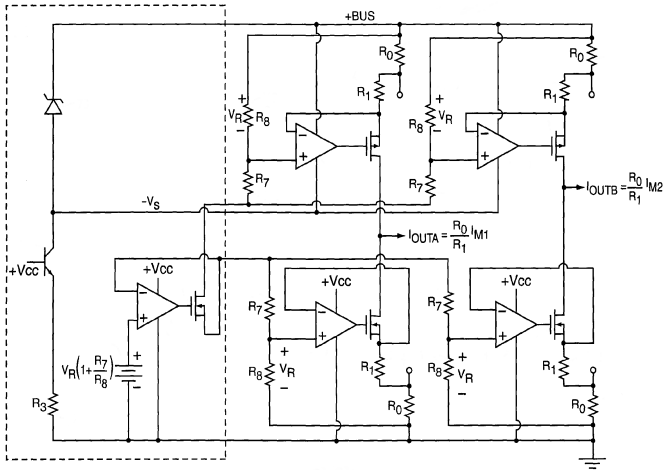 +BUS
R0
R0
R1
R1
+
VR
−
R8
+
VR
−
R8
−
+
−
+
R7
R7
−VS
IOUTB = R0/R1 IM2
IOUTA = R0/R1 IM1
+VCC
+VCC
+VCC
+VCC
−
+
−
+
−
+
R7
R7
VR(1+R7/R8)
+
−
R8
+
VR
−
R8
+
VR
−
R1
R1
R3
R0
R0